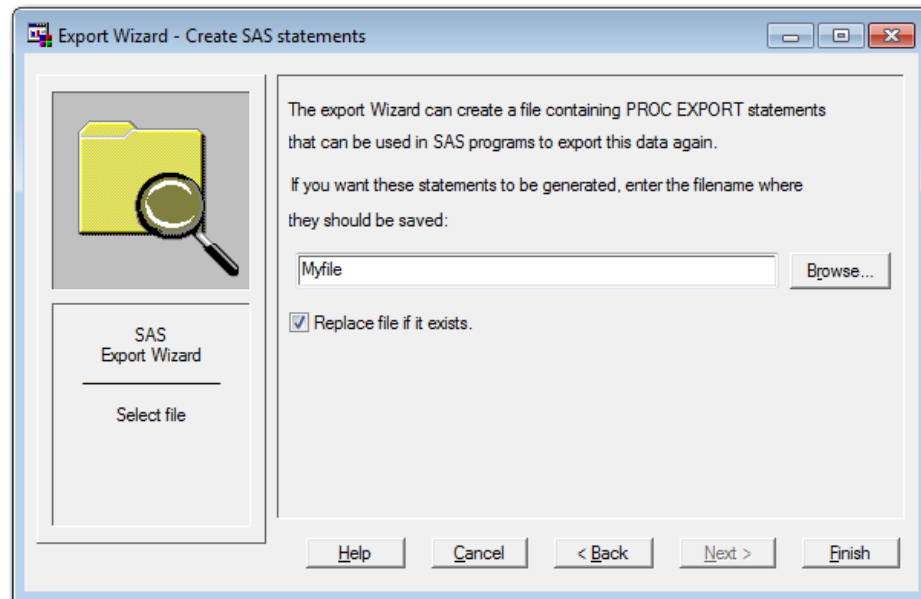 Export Wizard - Create SAS statements
The export Wizard can create a file containing PROC EXPORT statements
that can be used in SAS programs to export this data again.
If you want these statements to be generated, enter the filename where
they should be saved:
Myfile
Browse...
Replace file if it exists.
SAS
Export Wizard
Select file
Help
Cancel
< Back
Next >
Finish